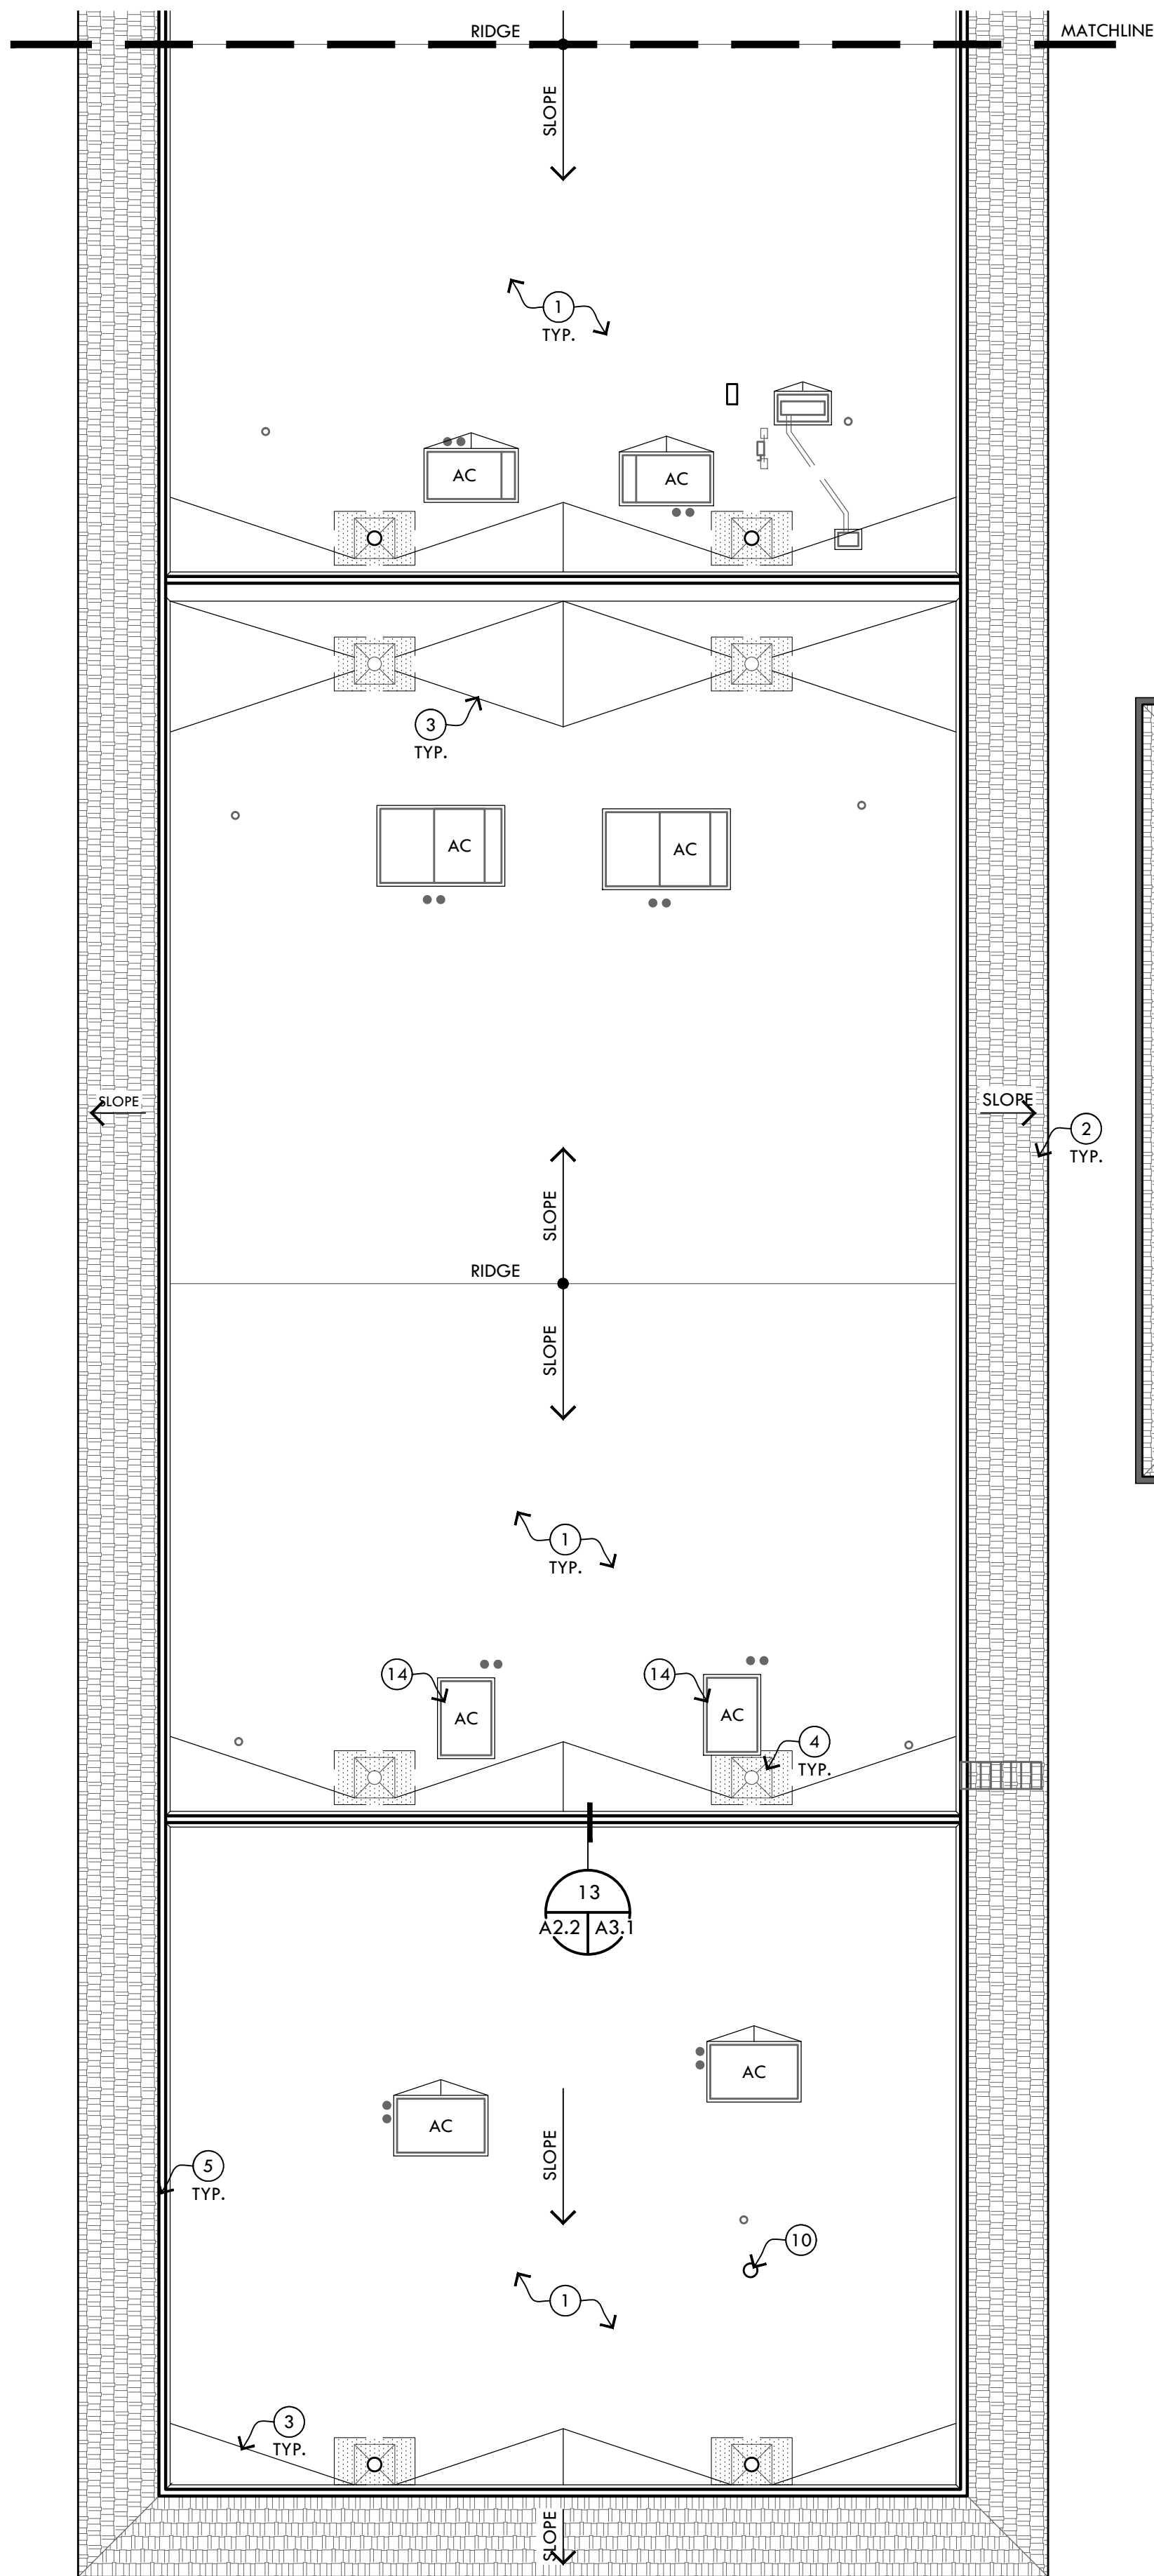 RIDGE
MATCHLINE
SLOPE
1
TYP.
AC
AC
3
TYP.
AC
AC
SLOPE
SLOPE
2
TYP.
SLOPE
RIDGE
SLOPE
1
TYP.
14
14
AC
AC
4
TYP.
13
A2.2
A3.1
AC
AC
SLOPE
5
TYP.
10
1
3
TYP.
SLOPE